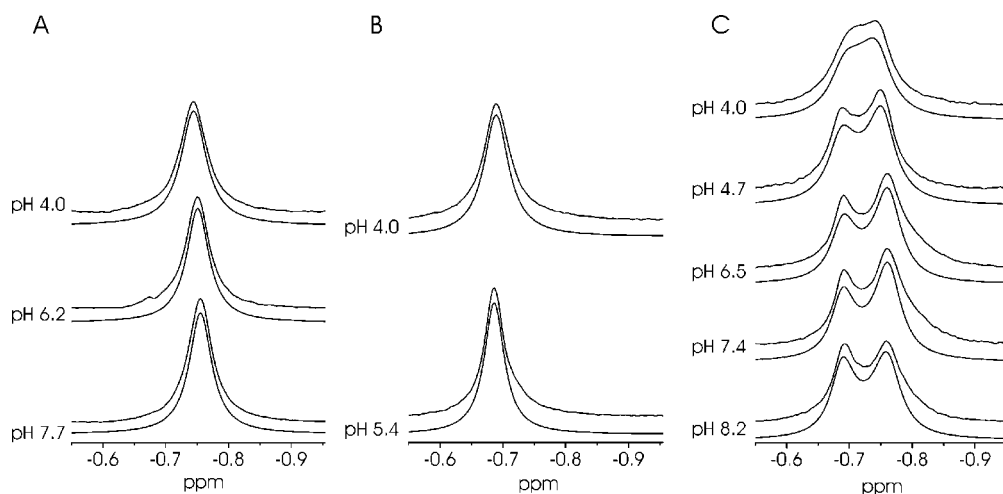 A
pH 4.0
pH 6.2
pH 7.7
-0.6 -0.7 -0.8 -0.9
ppm
B
pH 4.0
pH 5.4
-0.6 -0.7 -0.8 -0.9
ppm
C
pH 4.0
pH 4.7
pH 6.5
pH 7.4
pH 8.2
-0.6 -0.7 -0.8 -0.9
ppm